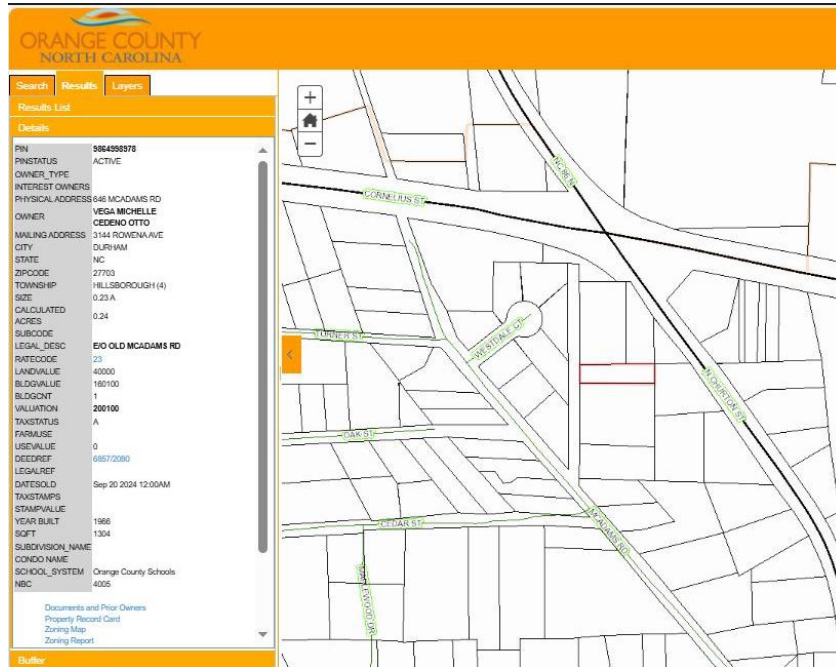 ORANGE COUNTY
NORTH CAROLINA
Search Results Layers
Results List
Details
PIN 9864998978
PINSTATUS ACTIVE
OWNER_TYPE
INTEREST OWNERS
PHYSICAL ADDRESS 646 MCADAMS RD
OWNER VEGA MICHELLE
CEDENO OTTO
MAILING ADDRESS 3144 ROWENA AVE
CITY DURHAM
STATE NC
ZIPCODE 27703
TOWNSHIP HILLSBOROUGH (4)
SIZE 0.23 A
CALCULATED ACRES 0.24
SUBCODE
LEGAL_DESC E/O OLD MCADAMS RD
RATECODE 23
LANDVALUE 40000
BLDGVALUE 160100
BLDGCNT 1
VALUATION 200100
TAXSTATUS A
FARMUSE
USEVALUE 0
DEEDREF 6857/2080
LEGALREF
DATESOLD Sep 20 2024 12:00AM
TAXSTAMPS
STAMPVALUE
YEAR BUILT 1966
SQFT 1304
SUBDIVISION_NAME
CONDO NAME
SCHOOL_SYSTEM Orange County Schools
NBC 4005
Documents and Prior Owners
Property Record Card
Zoning Map
Zoning Report
Buffer
+
−
NC 86 N
CORNELIUS ST
TURNER ST
WESTDALE CT
N CHURTON ST
OAK ST
CEDAR ST
MCADAMS RD